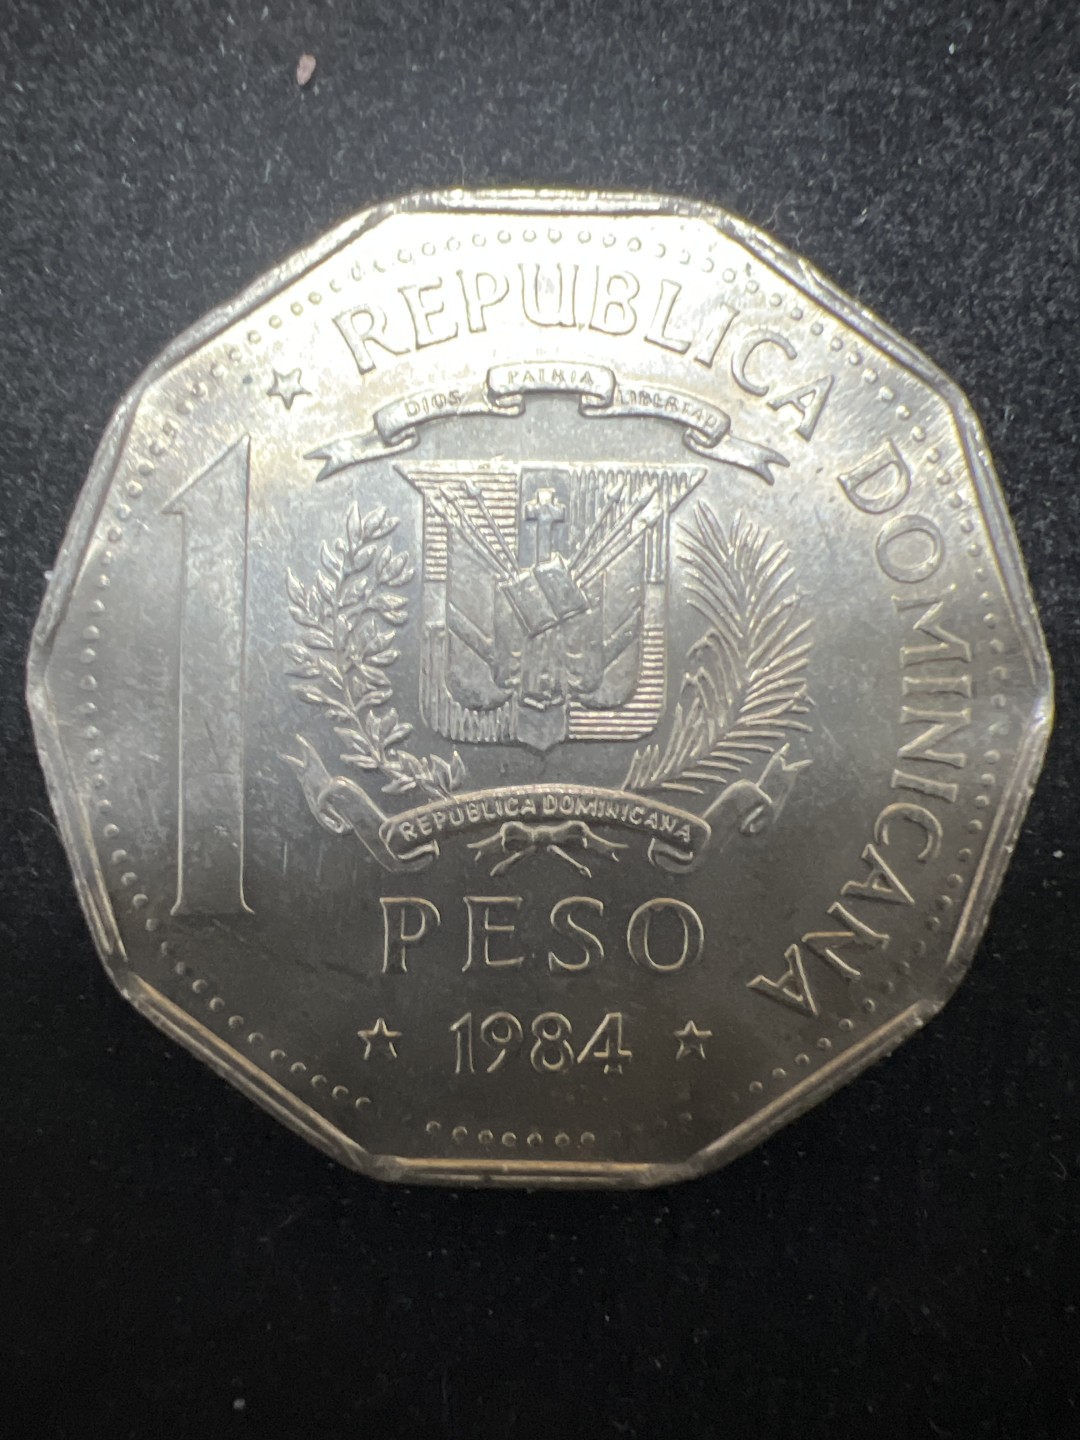 REPUBLICA DOMINICANA
DIOS PATRIA LIBERTAD
1
REPUBLICA DOMINICANA
PESO
1984